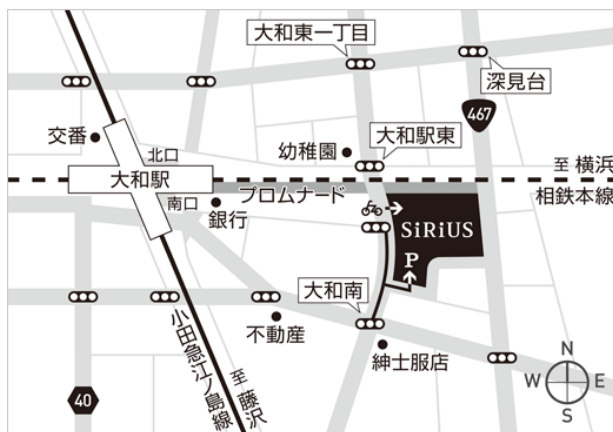 大和東一丁目
深見台
467
交番
北口
幼稚園
大和駅東
至 横浜
大和駅
プロムナード
相鉄本線
南口
銀行
SiRiUS
P
大和南
不動産
紳士服店
小田急江ノ島線
至 藤沢
40
N
W
E
S